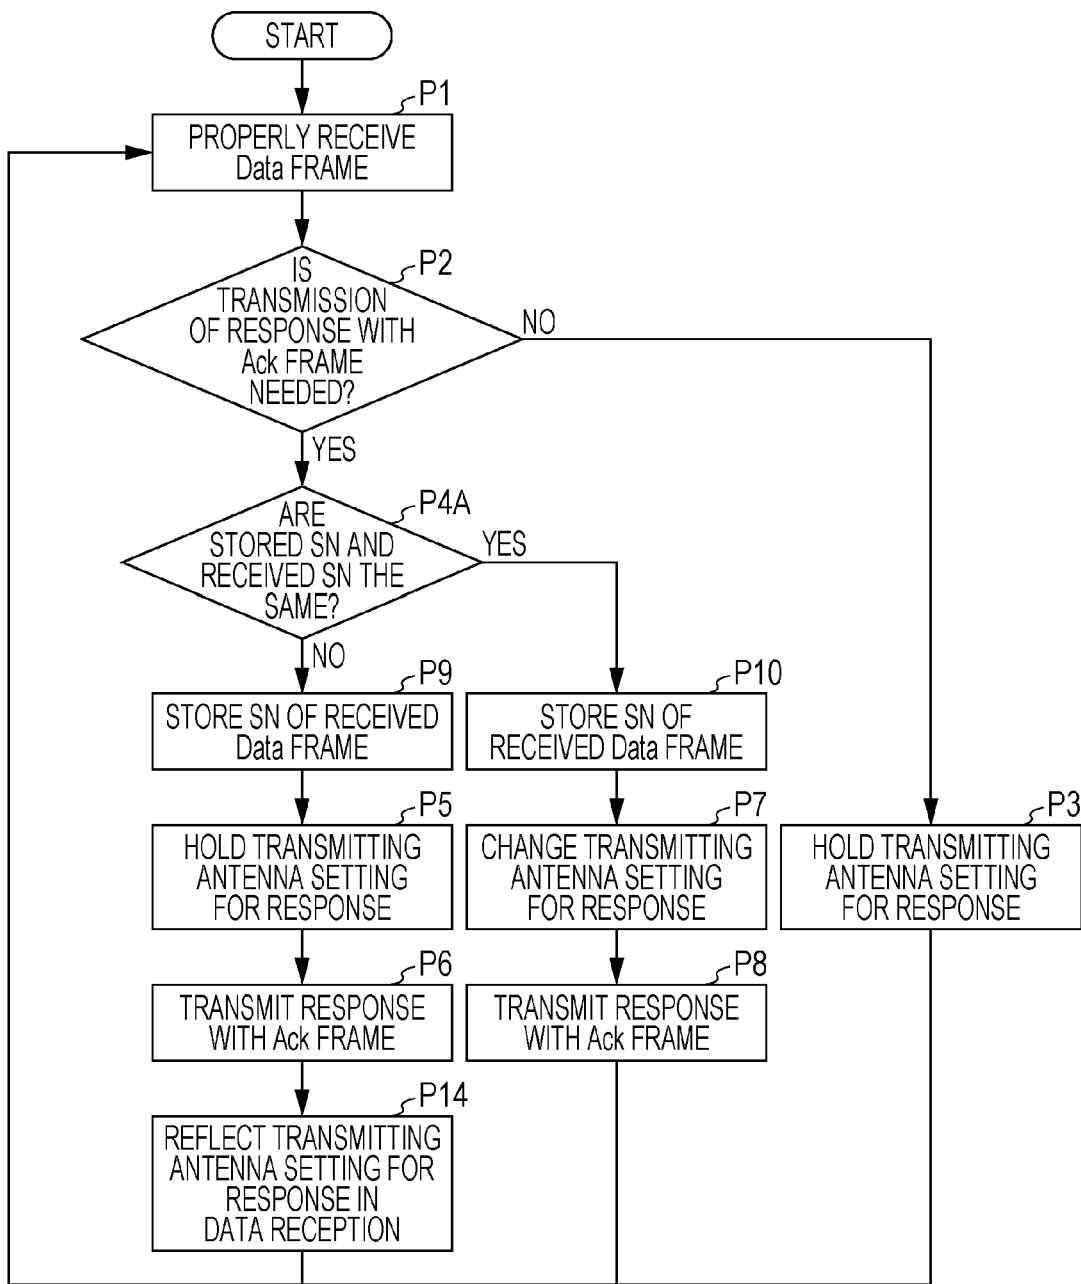 START
P1
PROPERLY RECEIVE
Data FRAME
P2
IS
TRANSMISSION
OF RESPONSE WITH
Ack FRAME
NEEDED?
NO
YES
P4A
ARE
STORED SN AND
RECEIVED SN THE
SAME?
YES
NO
P9
STORE SN OF RECEIVED
Data FRAME
P10
STORE SN OF
RECEIVED Data FRAME
P5
HOLD TRANSMITTING
ANTENNA SETTING
FOR RESPONSE
P7
CHANGE TRANSMITTING
ANTENNA SETTING
FOR RESPONSE
P3
HOLD TRANSMITTING
ANTENNA SETTING
FOR RESPONSE
P6
TRANSMIT RESPONSE
WITH Ack FRAME
P8
TRANSMIT RESPONSE
WITH Ack FRAME
P14
REFLECT TRANSMITTING
ANTENNA SETTING FOR
RESPONSE IN
DATA RECEPTION